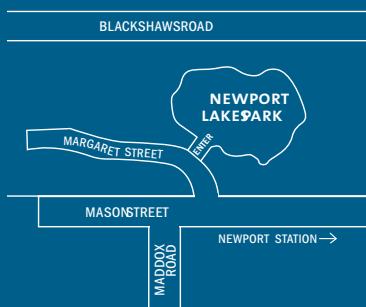 BLACKSHAWSROAD
NEWPORT
LAKESPARK
ENTER
MARGARET STREET
MASONSTREET
NEWPORT STATION→
MADDOX
ROAD